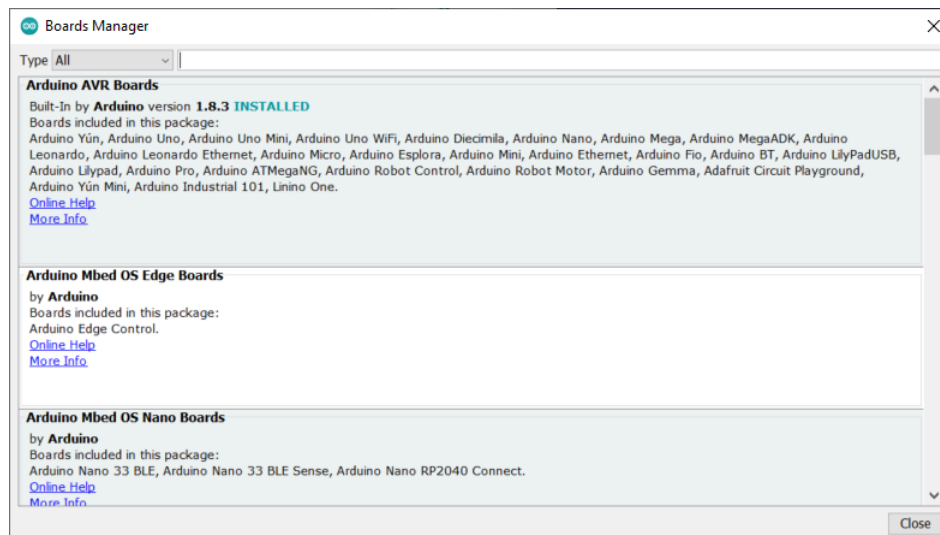 Boards Manager
Type All
Arduino AVR Boards
Built-In by Arduino version 1.8.3 INSTALLED
Boards included in this package:
Arduino Yún, Arduino Uno, Arduino Uno Mini, Arduino Uno WiFi, Arduino Diecimila, Arduino Nano, Arduino Mega, Arduino MegaADK, Arduino
Leonardo, Arduino Leonardo Ethernet, Arduino Micro, Arduino Esplora, Arduino Mini, Arduino Ethernet, Arduino Fio, Arduino BT, Arduino LilyPadUSB,
Arduino Lilypad, Arduino Pro, Arduino ATMegaNG, Arduino Robot Control, Arduino Robot Motor, Arduino Gemma, Adafruit Circuit Playground,
Arduino Yún Mini, Arduino Industrial 101, Linino One.
Online Help
More Info
Arduino Mbed OS Edge Boards
by Arduino
Boards included in this package:
Arduino Edge Control.
Online Help
More Info
Arduino Mbed OS Nano Boards
by Arduino
Boards included in this package:
Arduino Nano 33 BLE, Arduino Nano 33 BLE Sense, Arduino Nano RP2040 Connect.
Online Help
More Info
Close